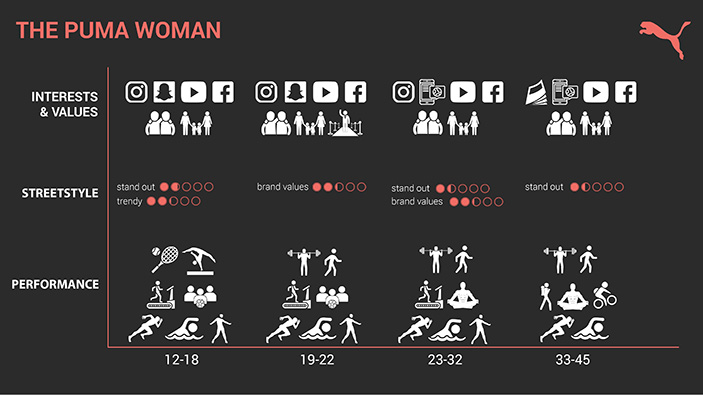 THE PUMA WOMAN
INTERESTS
& VALUES
STREETSTYLE
stand out
trendy
brand values
stand out
brand values
stand out
PERFORMANCE
12-18
19-22
23-32
33-45